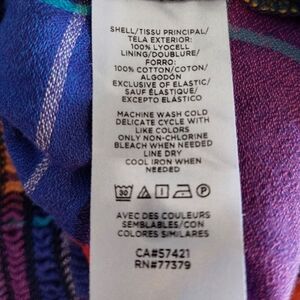 SHELL/TISSU PRINCIPAL/
TELA EXTERIOR:
100% LYOCELL
LINING/DOUBLURE/
FORRO:
100% COTTON/COTON/
ALGODÓN
EXCLUSIVE OF ELASTIC/
SAUF ÉLASTIQUE/
EXCEPTO ELÁSTICO
MACHINE WASH COLD
DELICATE CYCLE WITH
LIKE COLORS
ONLY NON-CHLORINE
BLEACH WHEN NEEDED
LINE DRY
COOL IRON WHEN
NEEDED
30 P
AVEC DES COULEURS
SEMBLABLES/CON
COLORES SIMILARES
CA#57421
RN#77379